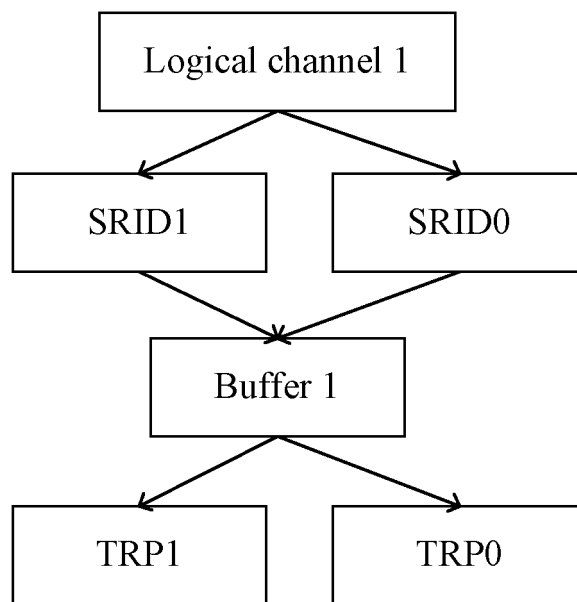 Logical channel 1
SRID1
SRID0
Buffer 1
TRP1
TRP0